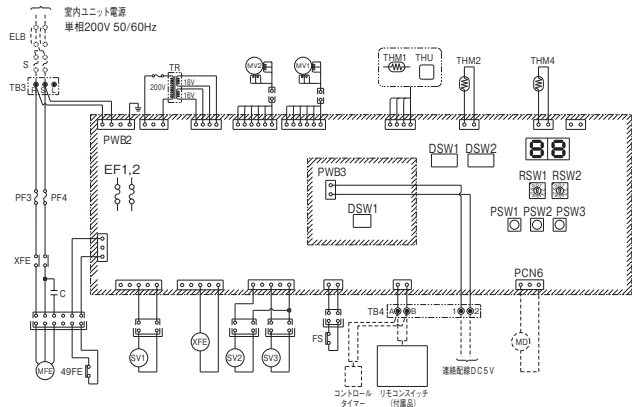 室内ユニット電源
単相200V 50/60Hz
ELB
S
TB3
TR
200V
18V
16V
MV2
MV1
THM1
THU
THM2
THM4
PWB2
EF1,2
PWB3
DSW1
DSW1
DSW2
88
RSW1
RSW2
PSW1
PSW2
PSW3
PF3
PF4
XFE
C
PCN6
TB4
A
B
1
2
SV1
XFE
SV2
SV3
FS
MFE
49FE
MD
コントロール
タイマー
リモコンスイッチ
(付属品)
連絡配線DC5V